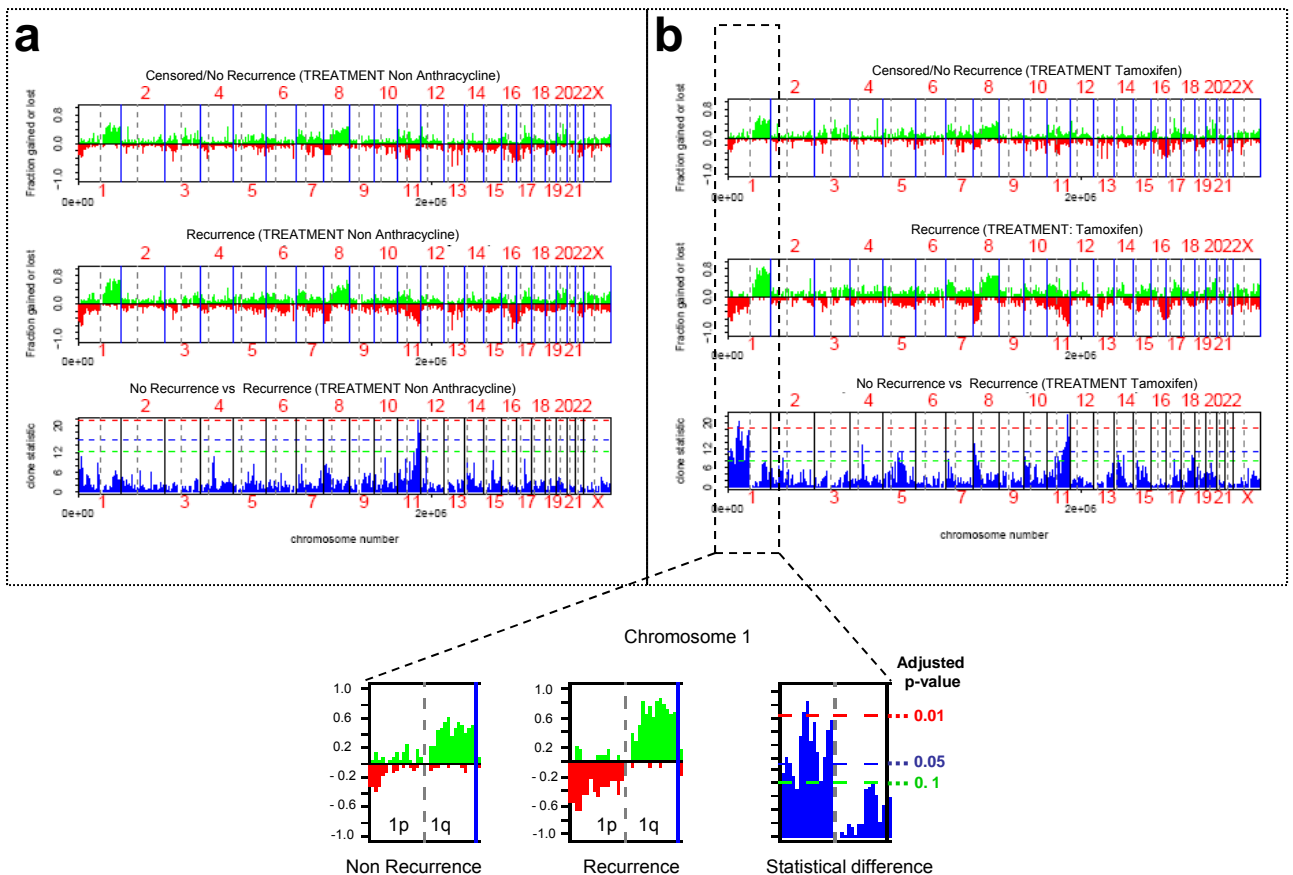 a
Censored/No Recurrence (TREATMENT Non Anthracycline)
2 4 6 8 10 12 14 16 18 2022X
Fraction gained or lost
0.8
0.0
-1.0
1 3 5 7 9 11 13 15 17 1921
0e+00 2e+06
Recurrence (TREATMENT Non Anthracycline)
2 4 6 8 10 12 14 16 18 2022X
Fraction gained or lost
0.8
0.0
-1.0
1 3 5 7 9 11 13 15 17 1921
0e+00 2e+06
No Recurrence vs Recurrence (TREATMENT Non Anthracycline)
2 4 6 8 10 12 14 16 18 2022
clone statistic
20
12
6
0
1 3 5 7 9 11 13 15 17 1921 X
0e+00 2e+06
chromosome number
b
Censored/No Recurrence (TREATMENT Tamoxifen)
2 4 6 8 10 12 14 16 18 2022X
Fraction gained or lost
0.8
0.0
-1.0
1 3 5 7 9 11 13 15 17 1921
0e+00 2e+06
Recurrence (TREATMENT: Tamoxifen)
2 4 6 8 10 12 14 16 18 2022X
Fraction gained or lost
0.8
0.0
-1.0
1 3 5 7 9 11 13 15 17 1921
0e+00 2e+06
No Recurrence vs Recurrence (TREATMENT Tamoxifen)
2 4 6 8 10 12 14 16 18 2022
clone statistic
20
12
6
0
1 3 5 7 9 11 13 15 17 1921 X
0e+00 2e+06
chromosome number
Chromosome 1
1.0
0.6
0.2
- 0.2
- 0.6
-1.0
1p 1q
Non Recurrence
1.0
0.6
0.2
- 0.2
- 0.6
-1.0
1p 1q
Recurrence
Adjusted
p-value
0.01
0.05
0. 1
Statistical difference